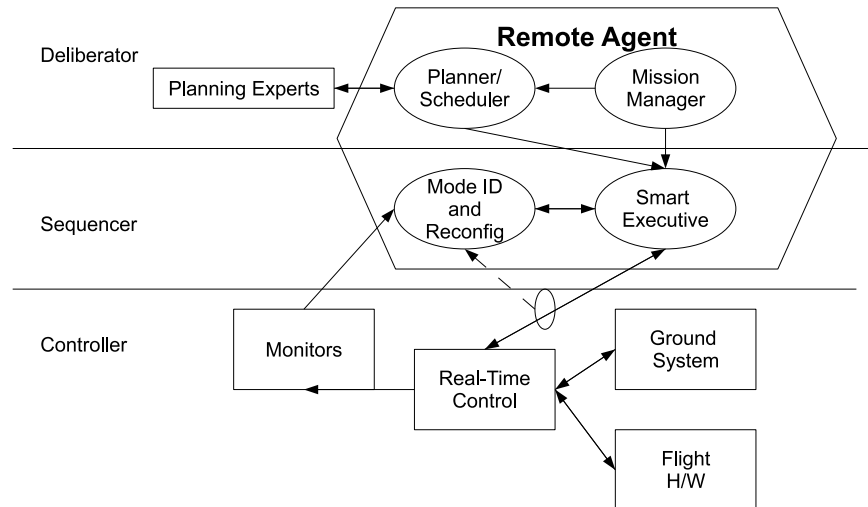 Remote Agent
Deliberator
Planning Experts
Planner/
Scheduler
Mission
Manager
Sequencer
Mode ID
and
Reconfig
Smart
Executive
Controller
Monitors
Real-Time
Control
Ground
System
Flight
H/W